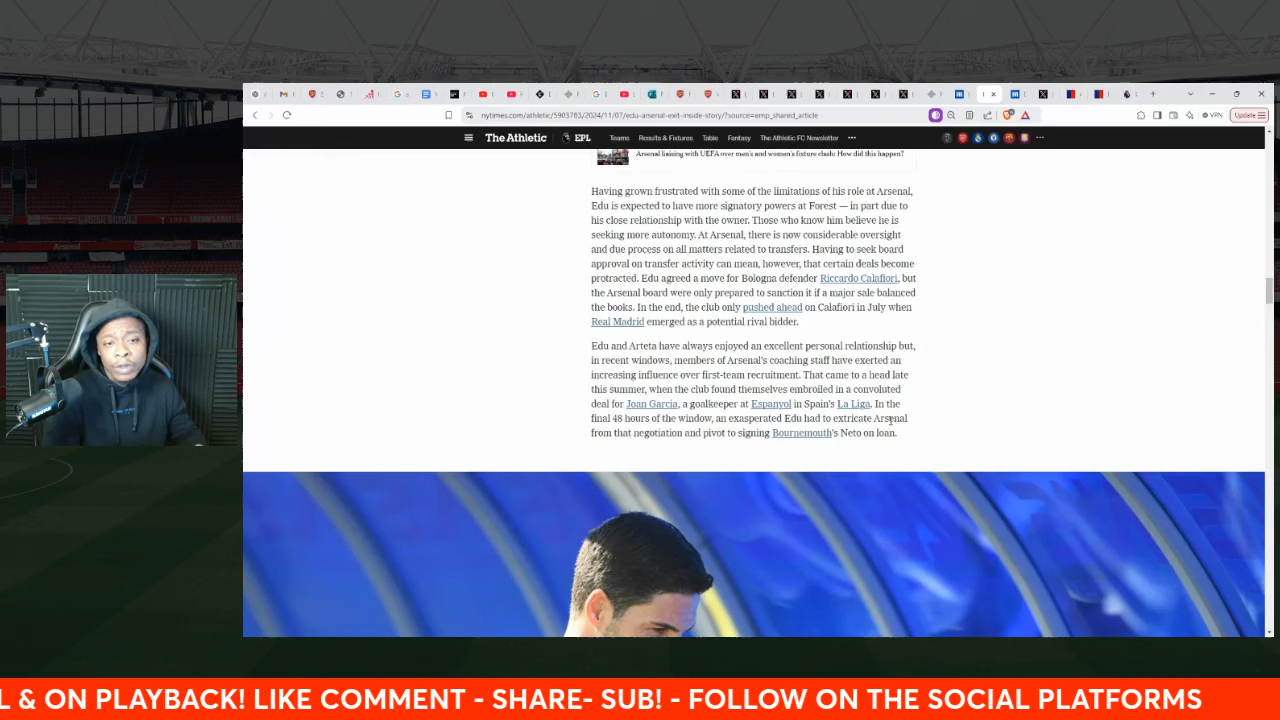 Update
nytimes.com/athletic/5903783/2024/11/07/edu-arsenal-exit-inside-story/?source=emp_shared_article
VPN
The Athletic EPL Teams Results & Fixtures Table Fantasy The Athletic FC Newsletter
Arsenal liaising with UEFA over men's and women's fixture clash: How did this happen?
Having grown frustrated with some of the limitations of his role at Arsenal,
Edu is expected to have more signatory powers at Forest — in part due to
his close relationship with the owner. Those who know him believe he is
seeking more autonomy. At Arsenal, there is now considerable oversight
and due process on all matters related to transfers. Having to seek board
approval on transfer activity can mean, however, that certain deals become
protracted. Edu agreed a move for Bologna defender Riccardo Calafiori, but
the Arsenal board were only prepared to sanction it if a major sale balanced
the books. In the end, the club only pushed ahead on Calafiori in July when
Real Madrid emerged as a potential rival bidder.
Edu and Arteta have always enjoyed an excellent personal relationship but,
in recent windows, members of Arsenal's coaching staff have exerted an
increasing influence over first-team recruitment. That came to a head late
this summer, when the club found themselves embroiled in a convoluted
deal for Joan Garcia, a goalkeeper at Espanyol in Spain's La Liga. In the
final 48 hours of the window, an exasperated Edu had to extricate Arsenal
from that negotiation and pivot to signing Bournemouth's Neto on loan.
L & ON PLAYBACK! LIKE COMMENT - SHARE- SUB! - FOLLOW ON THE SOCIAL PLATFORMS